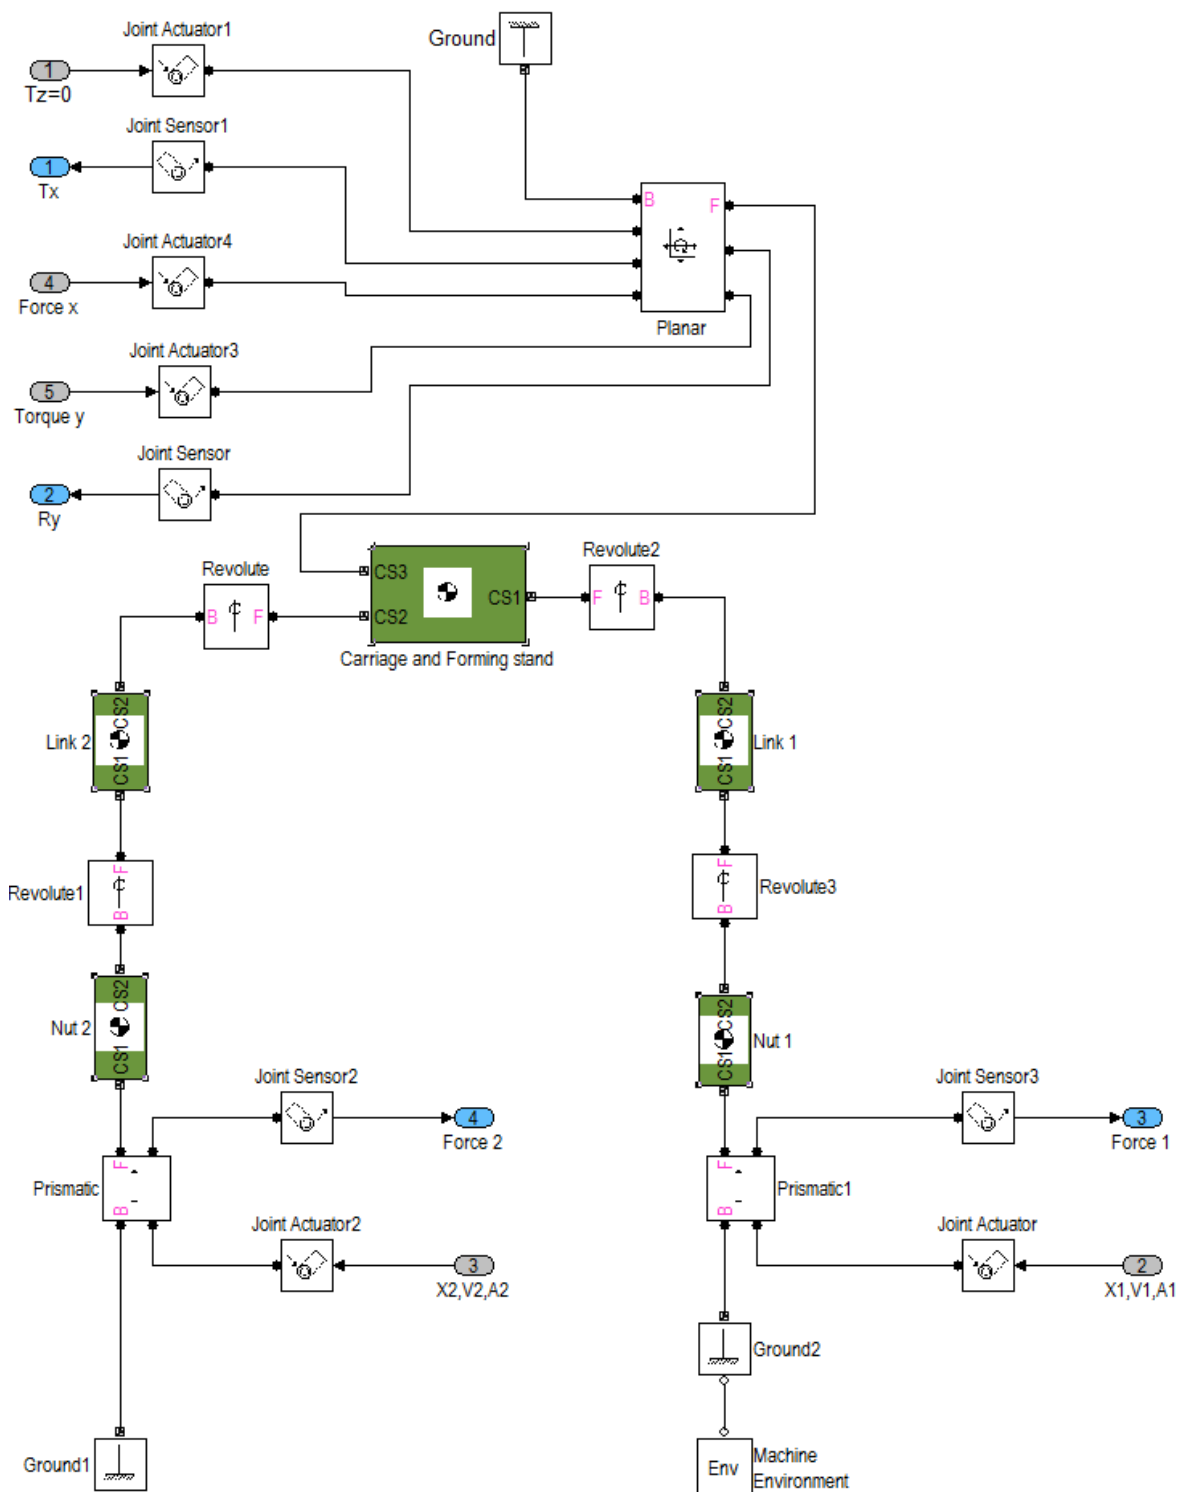 Joint Actuator1
Ground
1
Tz=0
Joint Sensor1
1
Tx
B
F
Joint Actuator4
4
Force x
Planar
Joint Actuator3
5
Torque y
Joint Sensor
2
Ry
Revolute
B
F
CS3
CS2
CS1
Carriage and Forming stand
Revolute2
F
B
Link 2
CS2
CS1
Link 1
CS2
CS1
Revolute1
F
B
Revolute3
F
B
Nut 2
CS2
CS1
Nut 1
CS2
CS1
Joint Sensor2
4
Force 2
Joint Sensor3
3
Force 1
Prismatic
F
B
Prismatic1
F
B
Joint Actuator2
3
X2,V2,A2
Joint Actuator
2
X1,V1,A1
Ground2
Ground1
Env
Machine
Environment